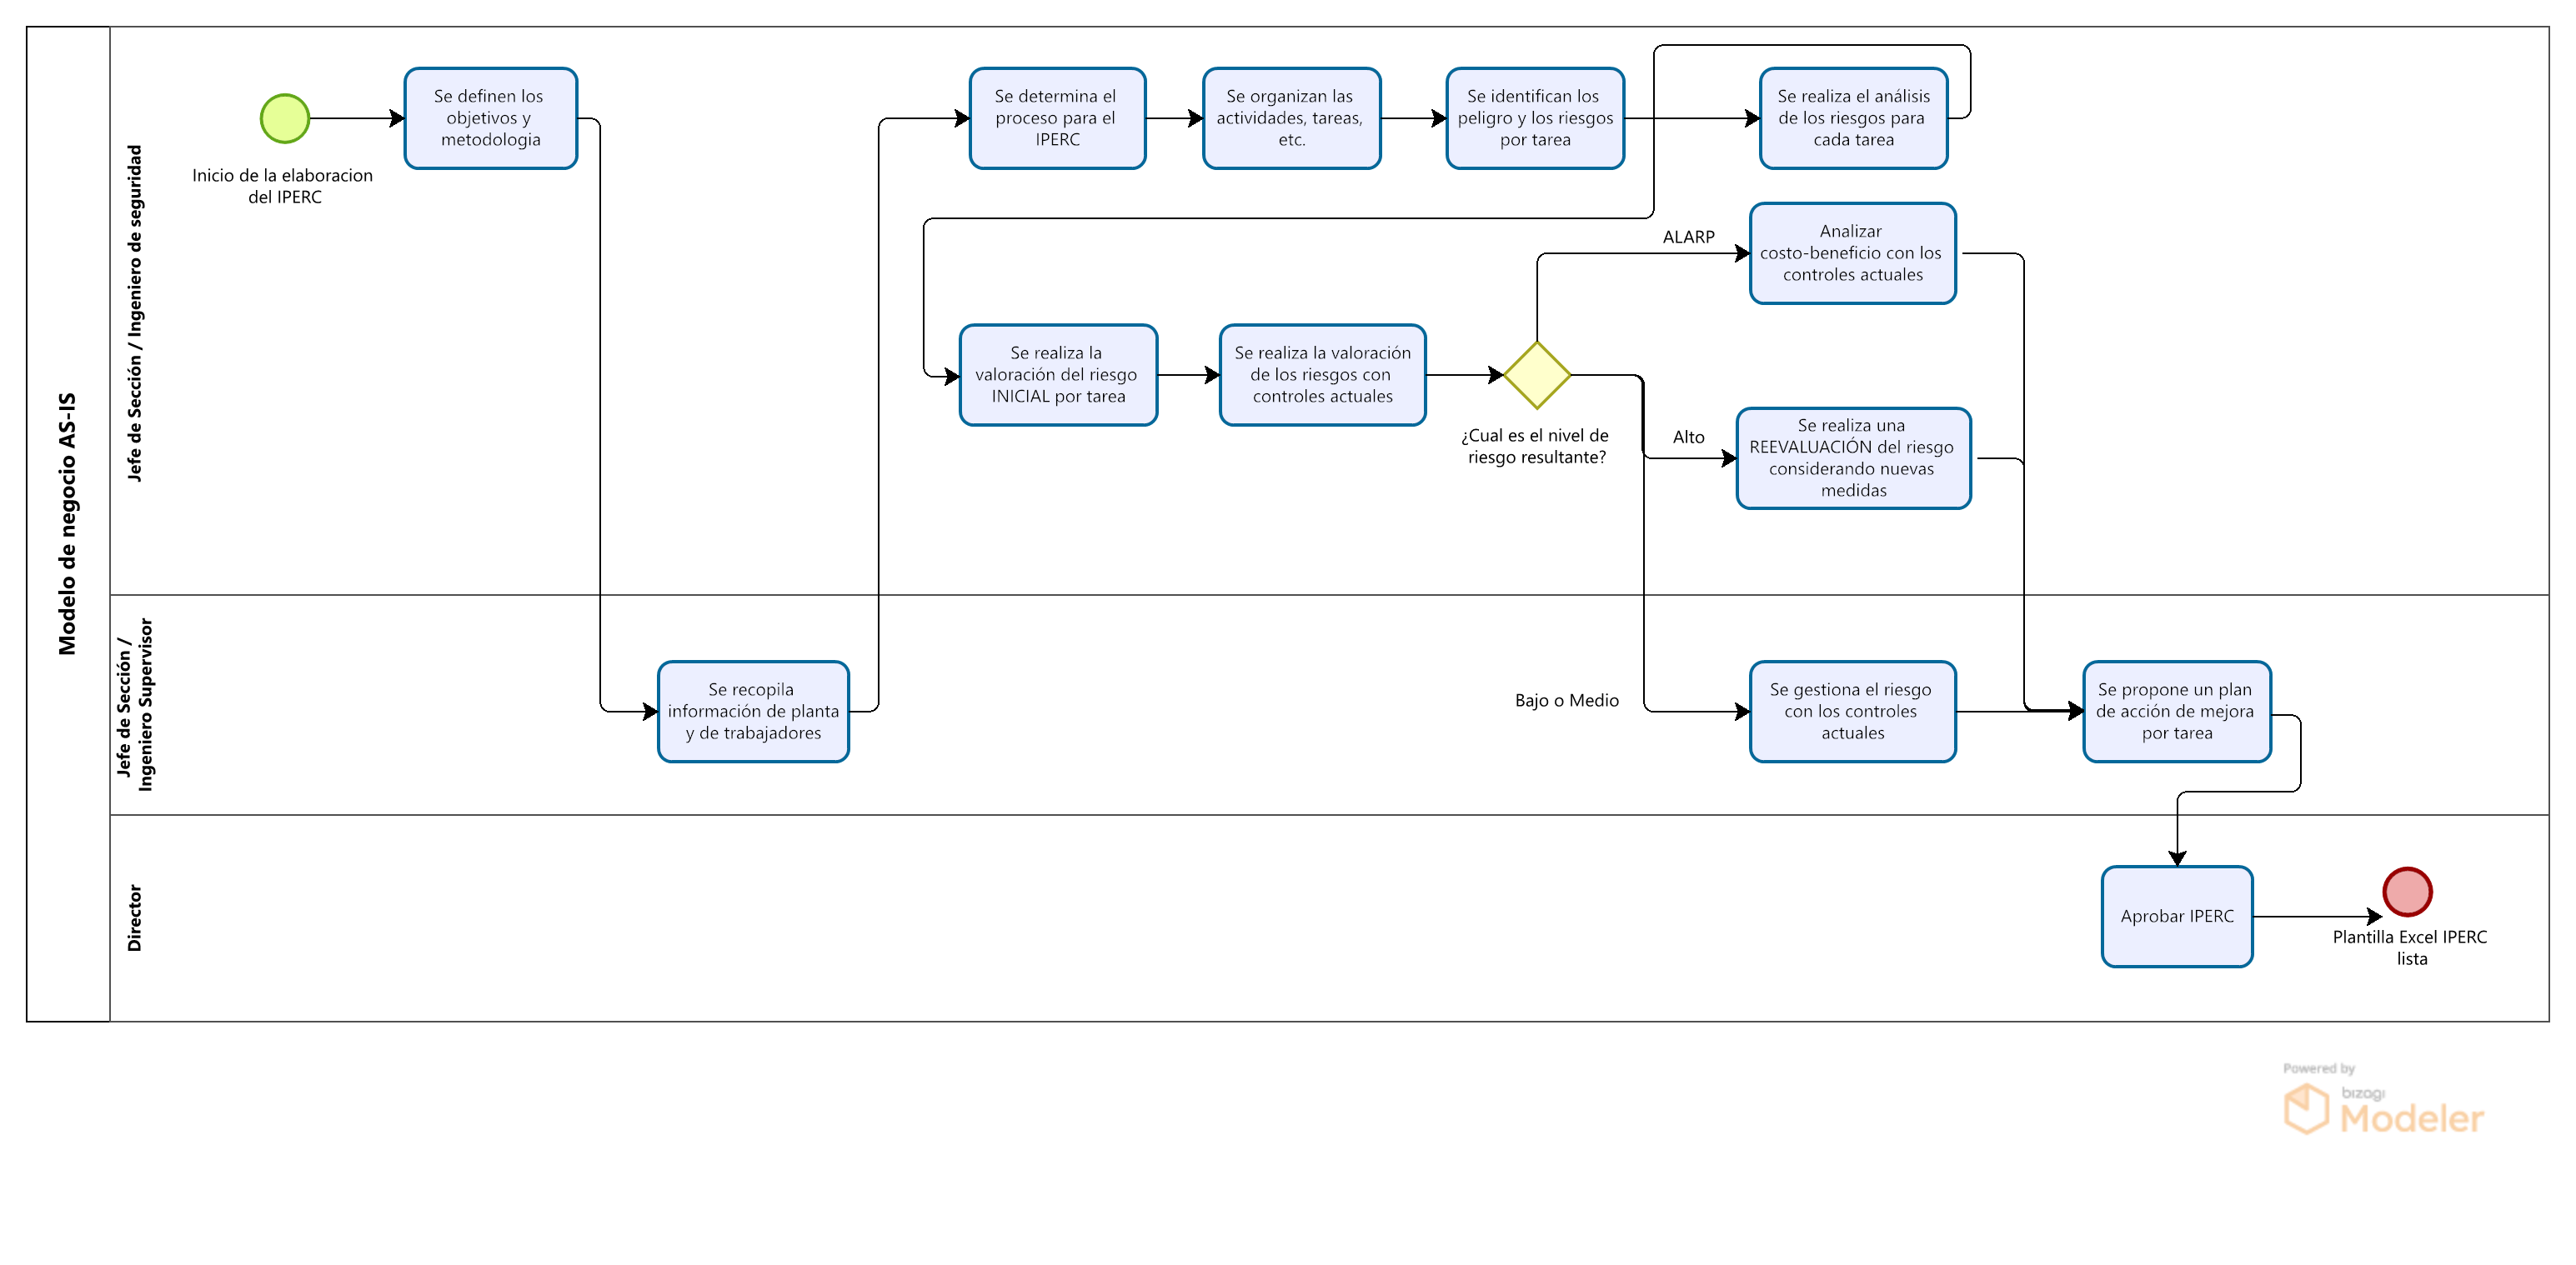 Modelo de negocio AS-IS
Jefe de Sección / Ingeniero de seguridad
Inicio de la elaboracion
del IPERC
Se definen los
objetivos y
metodologia
Se determina el
proceso para el
IPERC
Se organizan las
actividades, tareas,
etc.
Se identifican los
peligro y los riesgos
por tarea
Se realiza el análisis
de los riesgos para
cada tarea
Se realiza la
valoración del riesgo
INICIAL por tarea
Se realiza la valoración
de los riesgos con
controles actuales
¿Cual es el nivel de
riesgo resultante?
ALARP
Analizar
costo-beneficio con los
controles actuales
Alto
Se realiza una
REEVALUACIÓN del riesgo
considerando nuevas
medidas
Jefe de Sección /
Ingeniero Supervisor
Se recopila
información de planta
y de trabajadores
Bajo o Medio
Se gestiona el riesgo
con los controles
actuales
Se propone un plan
de acción de mejora
por tarea
Director
Aprobar IPERC
Plantilla Excel IPERC
lista
Powered by
bizagi
Modeler